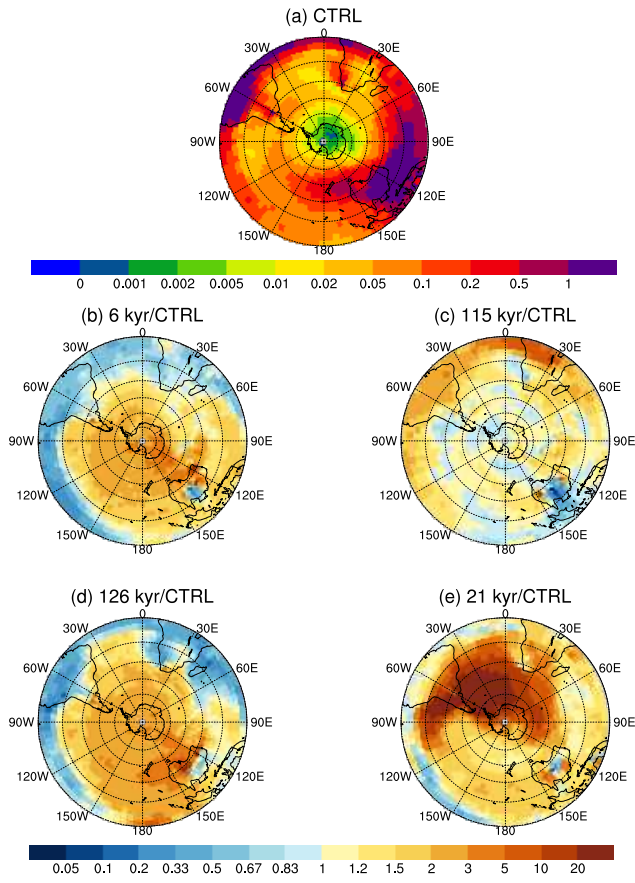 (a) CTRL
0
30W 30E
60W 60E
90W 90E
120W 120E
150W 150E
180
0 0.001 0.002 0.005 0.01 0.02 0.05 0.1 0.2 0.5 1
(b) 6 kyr/CTRL (c) 115 kyr/CTRL
0 0
30W 30E 30W 30E
60W 60E 60W 60E
90W 90E 90W 90E
120W 120E 120W 120E
150W 150E 150W 150E
180 180
(d) 126 kyr/CTRL (e) 21 kyr/CTRL
0 0
30W 30E 30W 30E
60W 60E 60W 60E
90W 90E 90W 90E
120W 120E 120W 120E
150W 150E 150W 150E
180 180
0.05 0.1 0.2 0.33 0.5 0.67 0.83 1 1.2 1.5 2 3 5 10 20